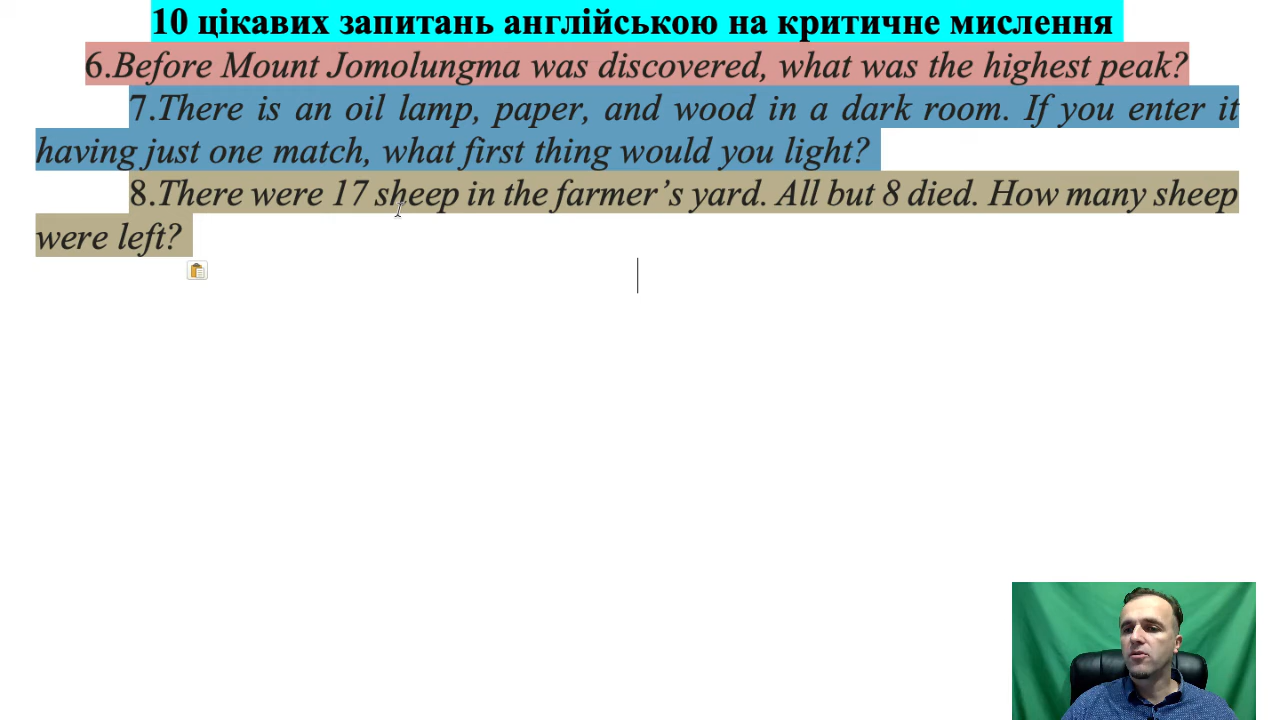 10 цікавих запитань англійською на критичне мислення
6.Before Mount Jomolungma was discovered, what was the highest peak?
7.There is an oil lamp, paper, and wood in a dark room. If you enter it
having just one match, what first thing would you light?
8.There were 17 sheep in the farmer’s yard. All but 8 died. How many sheep
were left?